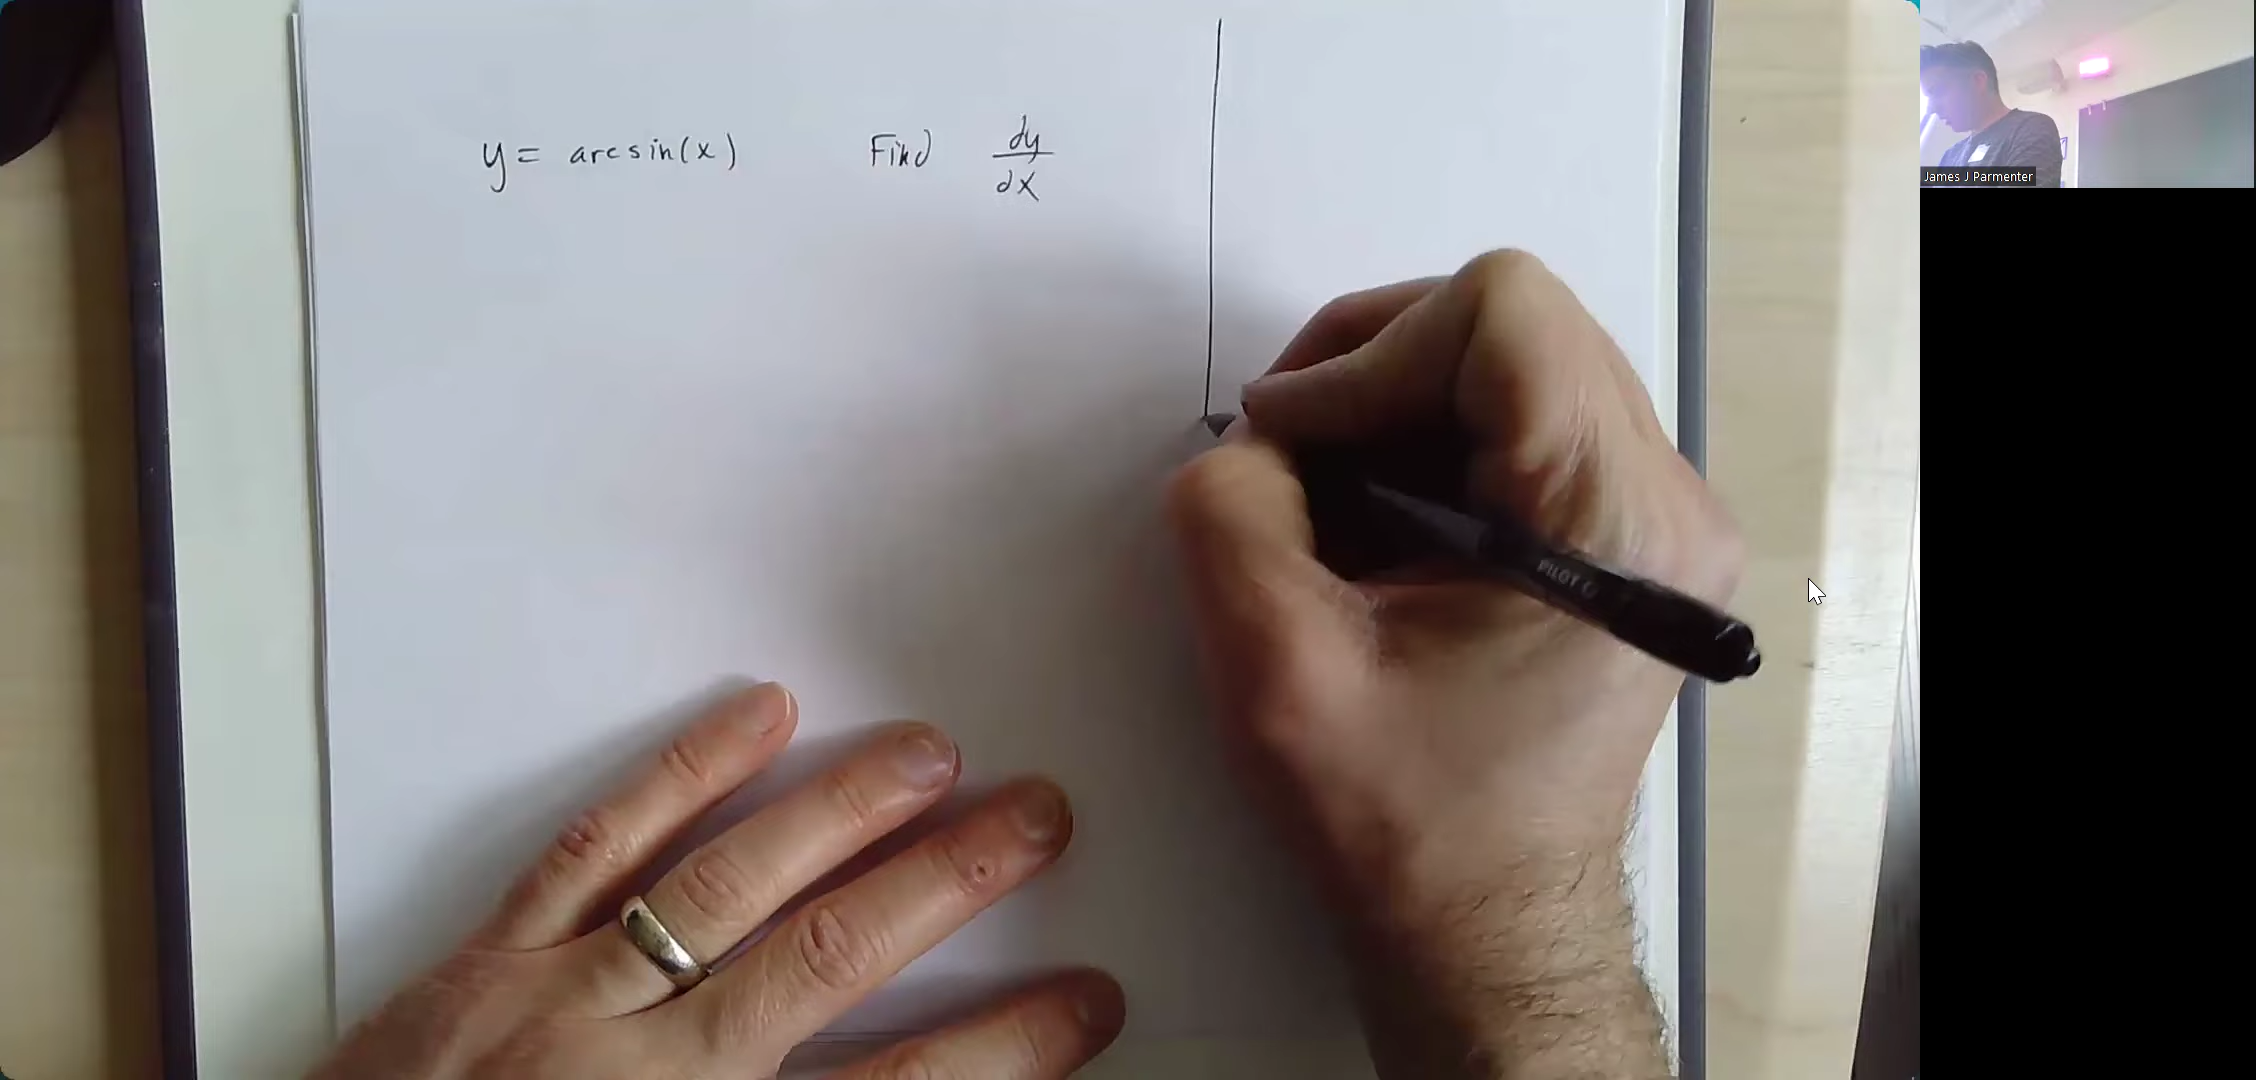 y = arcsin(x) Find dy/dx
PILOT G
James J Parmenter